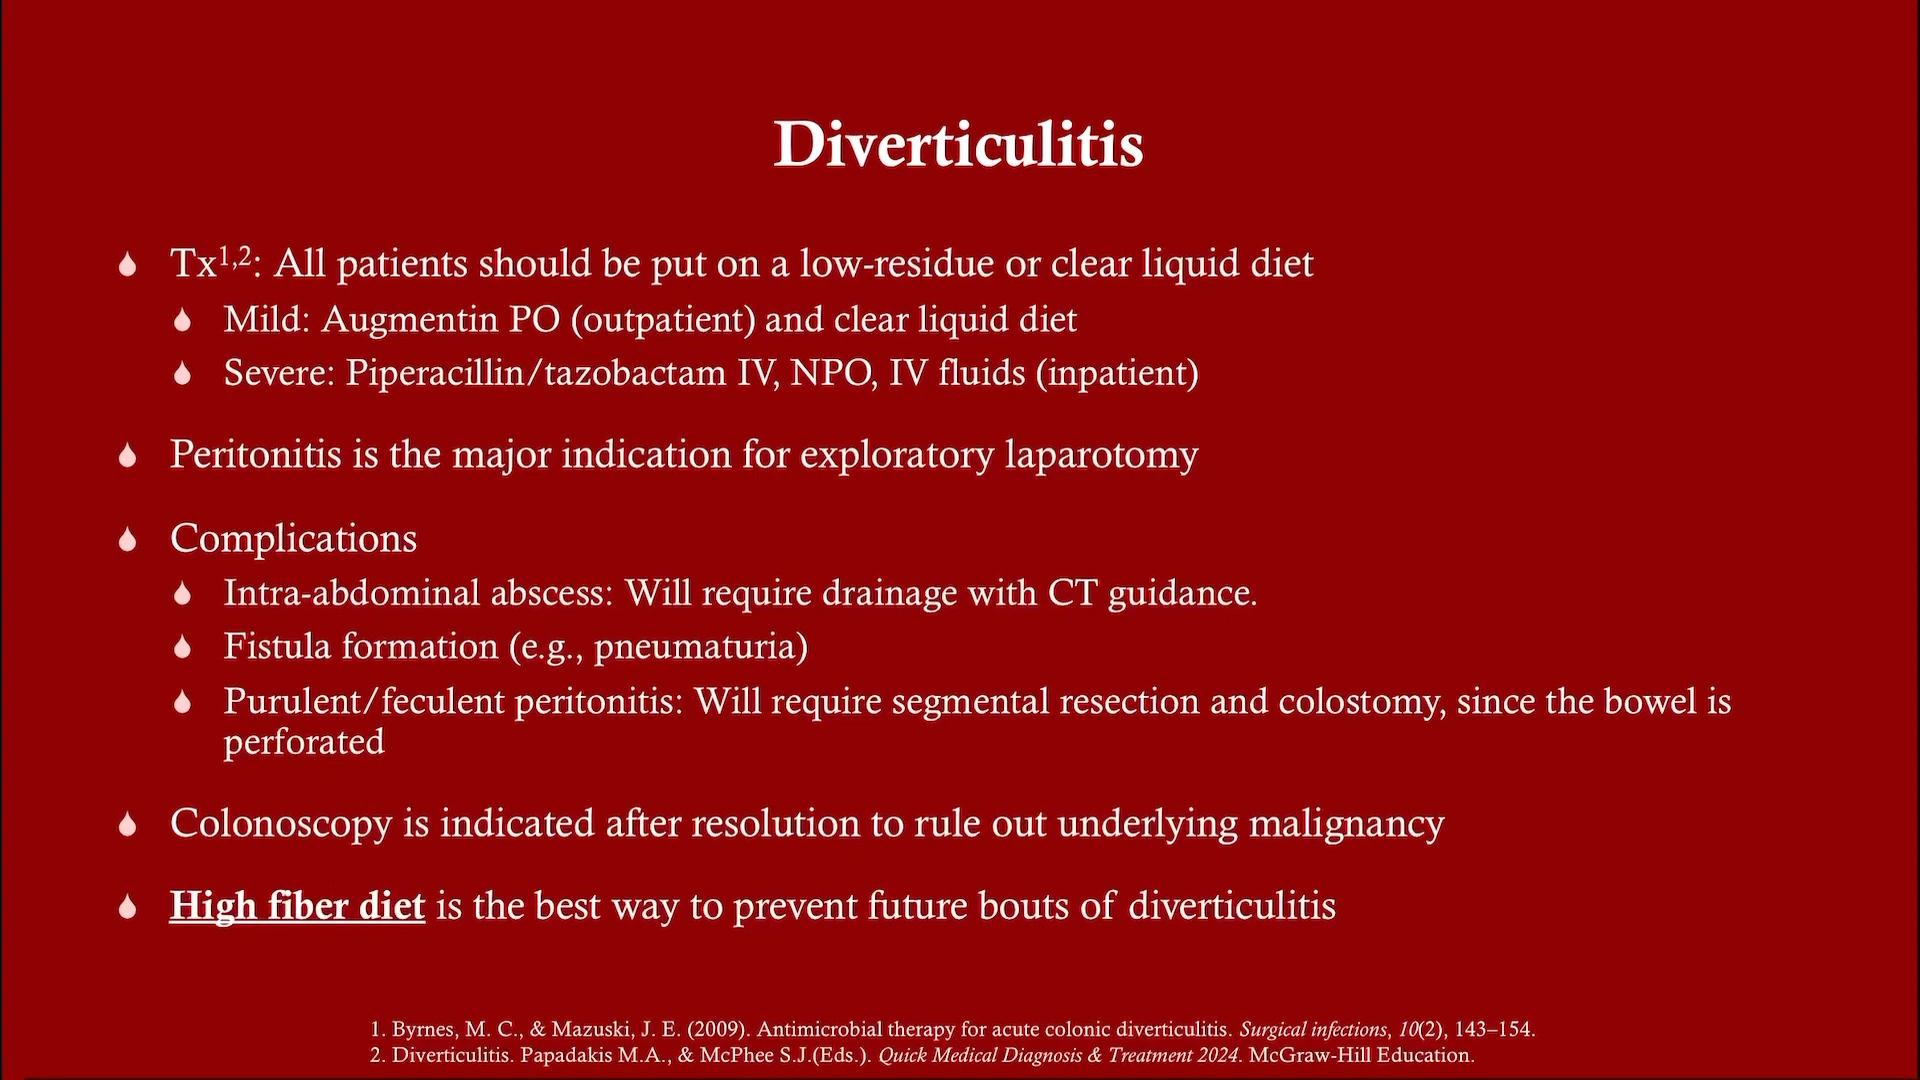 Diverticulitis
Tx1,2: All patients should be put on a low-residue or clear liquid diet
Mild: Augmentin PO (outpatient) and clear liquid diet
Severe: Piperacillin/tazobactam IV, NPO, IV fluids (inpatient)
Peritonitis is the major indication for exploratory laparotomy
Complications
Intra-abdominal abscess: Will require drainage with CT guidance.
Fistula formation (e.g., pneumaturia)
Purulent/feculent peritonitis: Will require segmental resection and colostomy, since the bowel is
perforated
Colonoscopy is indicated after resolution to rule out underlying malignancy
High fiber diet is the best way to prevent future bouts of diverticulitis
1. Byrnes, M. C., & Mazuski, J. E. (2009). Antimicrobial therapy for acute colonic diverticulitis. Surgical infections, 10(2), 143–154.
2. Diverticulitis. Papadakis M.A., & McPhee S.J.(Eds.). Quick Medical Diagnosis & Treatment 2024. McGraw-Hill Education.